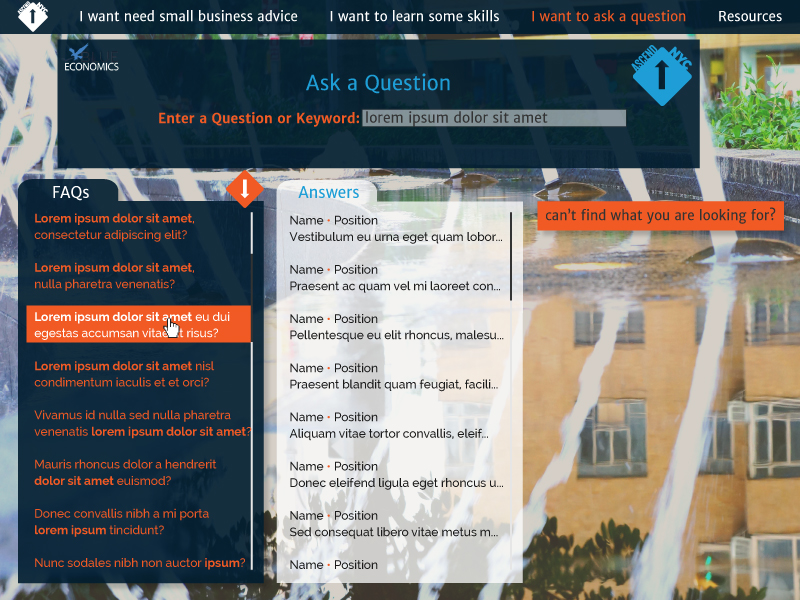 ASCEND NYC
I want need small business advice
I want to learn some skills
I want to ask a question
Resources
ECONOMICS
Ask a Question
ASCEND NYC
Enter a Question or Keyword: lorem ipsum dolor sit amet
FAQs
Lorem ipsum dolor sit amet,
consectetur adipiscing elit?
Lorem ipsum dolor sit amet,
nulla pharetra venenatis?
Lorem ipsum dolor sit amet eu dui
egestas accumsan vitae et risus?
Lorem ipsum dolor sit amet nisl
condimentum iaculis et et orci?
Vivamus id nulla sed nulla pharetra
venenatis lorem ipsum dolor sit amet?
Mauris rhoncus dolor a hendrerit
dolor sit amet euismod?
Donec convallis nibh a mi porta
lorem ipsum tincidunt?
Nunc sodales nibh non auctor ipsum?
Answers
Name • Position
Vestibulum eu urna eget quam lobor...
Name • Position
Praesent ac quam vel mi laoreet con...
Name • Position
Pellentesque eu elit rhoncus, malesu...
Name • Position
Praesent blandit quam feugiat, facili...
Name • Position
Aliquam vitae tortor convallis, eleif...
Name • Position
Donec eleifend ligula eget rhoncus u...
Name • Position
Sed consequat libero vitae metus m...
Name • Position
can't find what you are looking for?